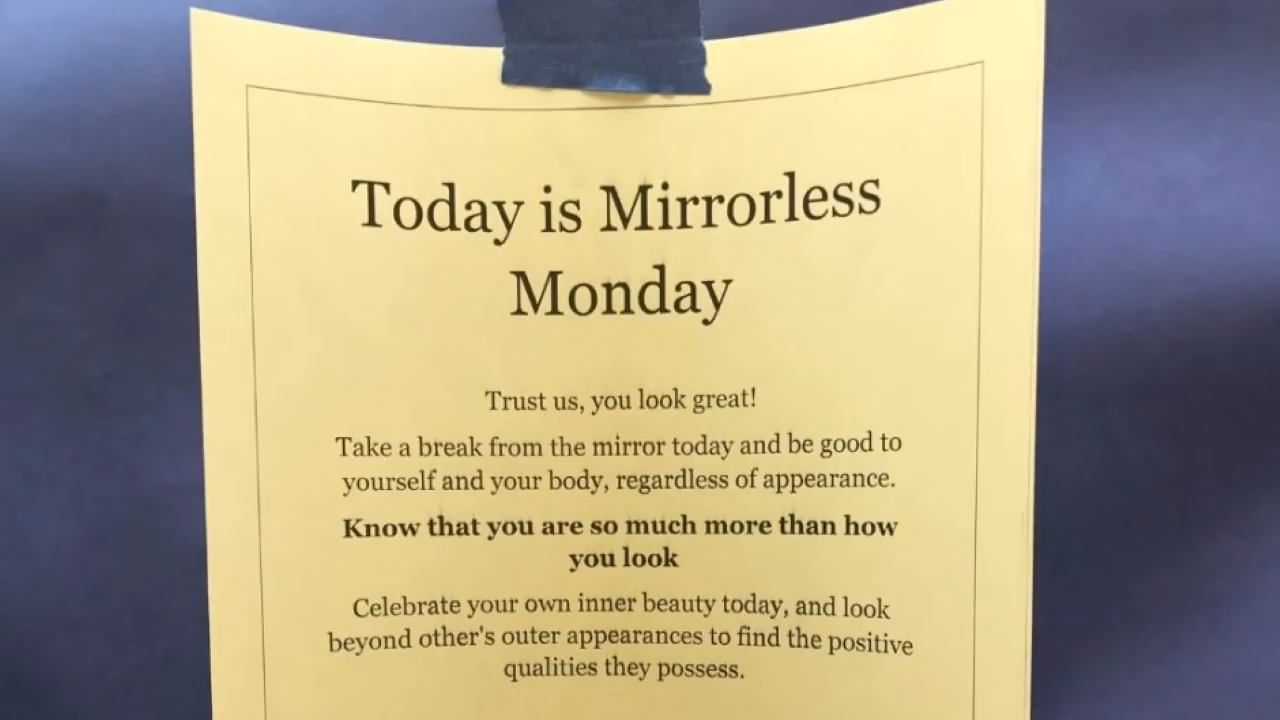 Today is Mirrorless
Monday
Trust us, you look great!
Take a break from the mirror today and be good to
yourself and your body, regardless of appearance.
Know that you are so much more than how
you look
Celebrate your own inner beauty today, and look
beyond other's outer appearances to find the positive
qualities they possess.